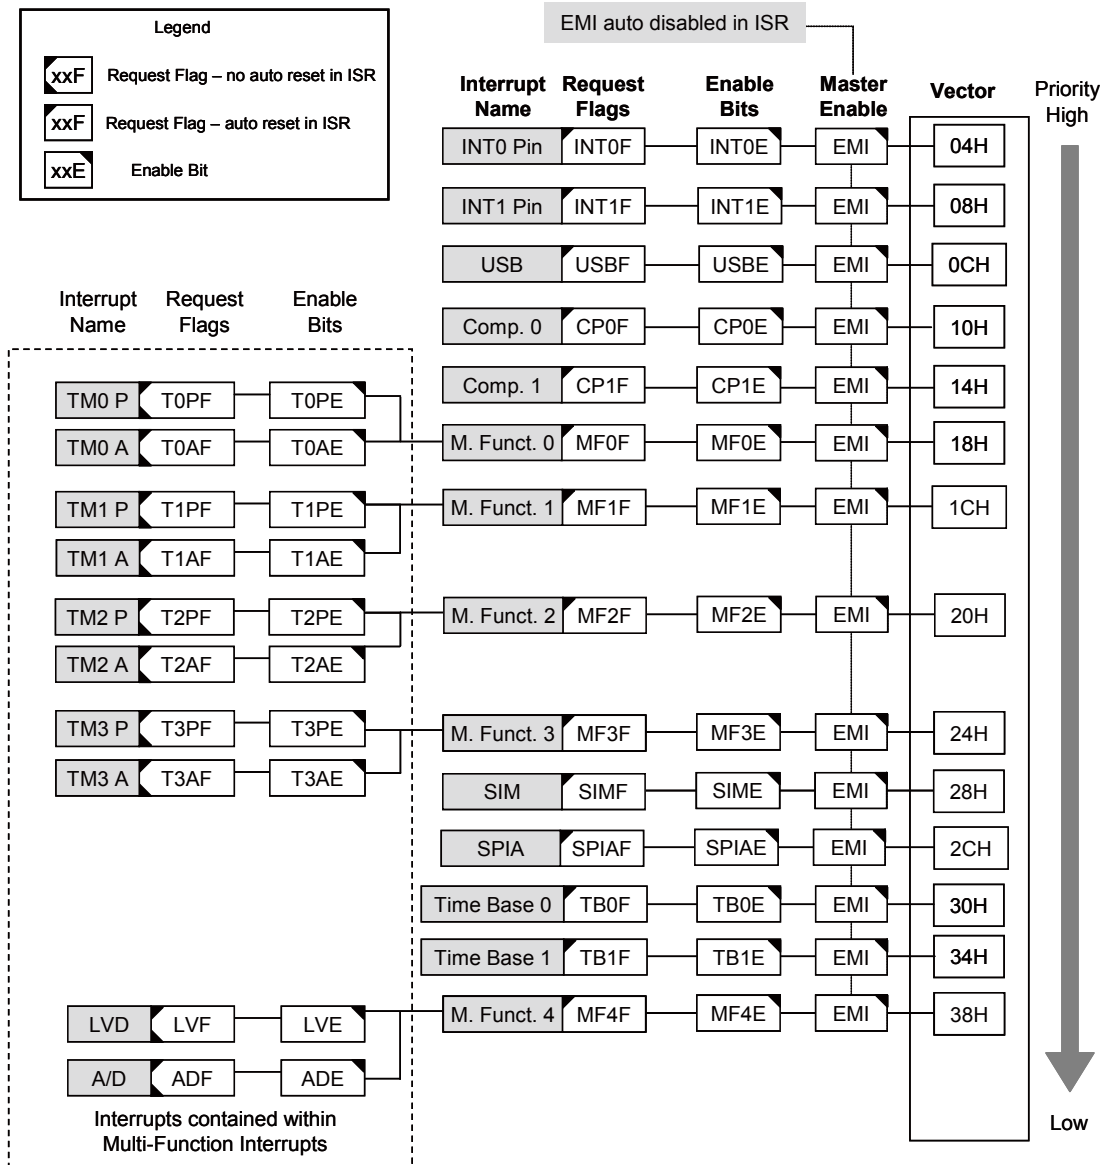 Legend
xxF Request Flag – no auto reset in ISR
xxF Request Flag – auto reset in ISR
xxE Enable Bit
EMI auto disabled in ISR
Interrupt Name Request Flags Enable Bits Master Enable Vector Priority High
INT0 Pin INT0F INT0E EMI 04H
INT1 Pin INT1F INT1E EMI 08H
USB USBF USBE EMI 0CH
Comp. 0 CP0F CP0E EMI 10H
Comp. 1 CP1F CP1E EMI 14H
M. Funct. 0 MF0F MF0E EMI 18H
M. Funct. 1 MF1F MF1E EMI 1CH
M. Funct. 2 MF2F MF2E EMI 20H
M. Funct. 3 MF3F MF3E EMI 24H
SIM SIMF SIME EMI 28H
SPIA SPIAF SPIAE EMI 2CH
Time Base 0 TB0F TB0E EMI 30H
Time Base 1 TB1F TB1E EMI 34H
M. Funct. 4 MF4F MF4E EMI 38H
Low
Interrupt Name Request Flags Enable Bits
TM0 P T0PF T0PE
TM0 A T0AF T0AE
TM1 P T1PF T1PE
TM1 A T1AF T1AE
TM2 P T2PF T2PE
TM2 A T2AF T2AE
TM3 P T3PF T3PE
TM3 A T3AF T3AE
LVD LVF LVE
A/D ADF ADE
Interrupts contained within
Multi-Function Interrupts